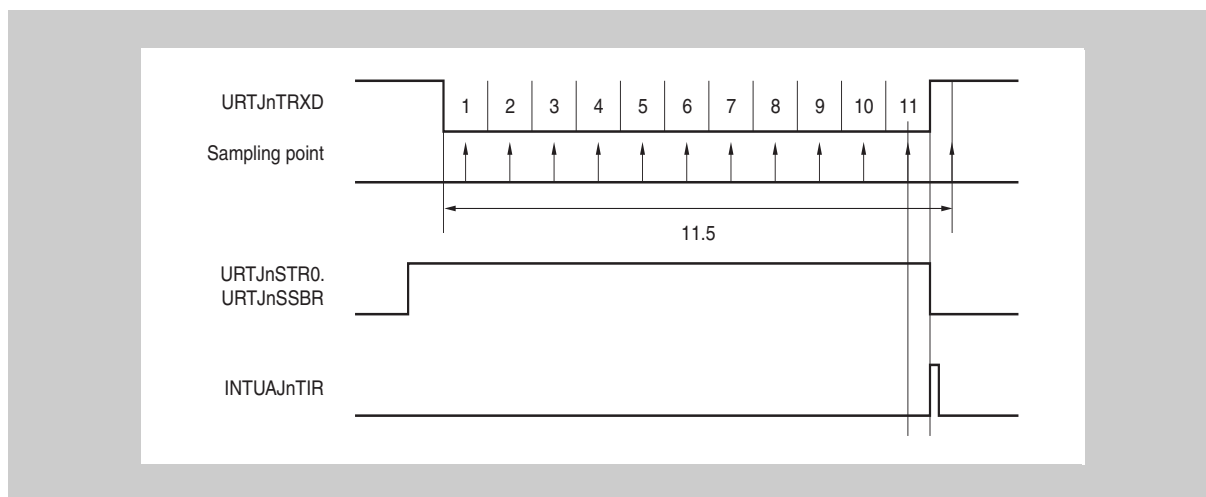 URTJnTRXD
1 2 3 4 5 6 7 8 9 10 11
Sampling point
11.5
URTJnSTR0.
URTJnSSBR
INTUAJnTIR